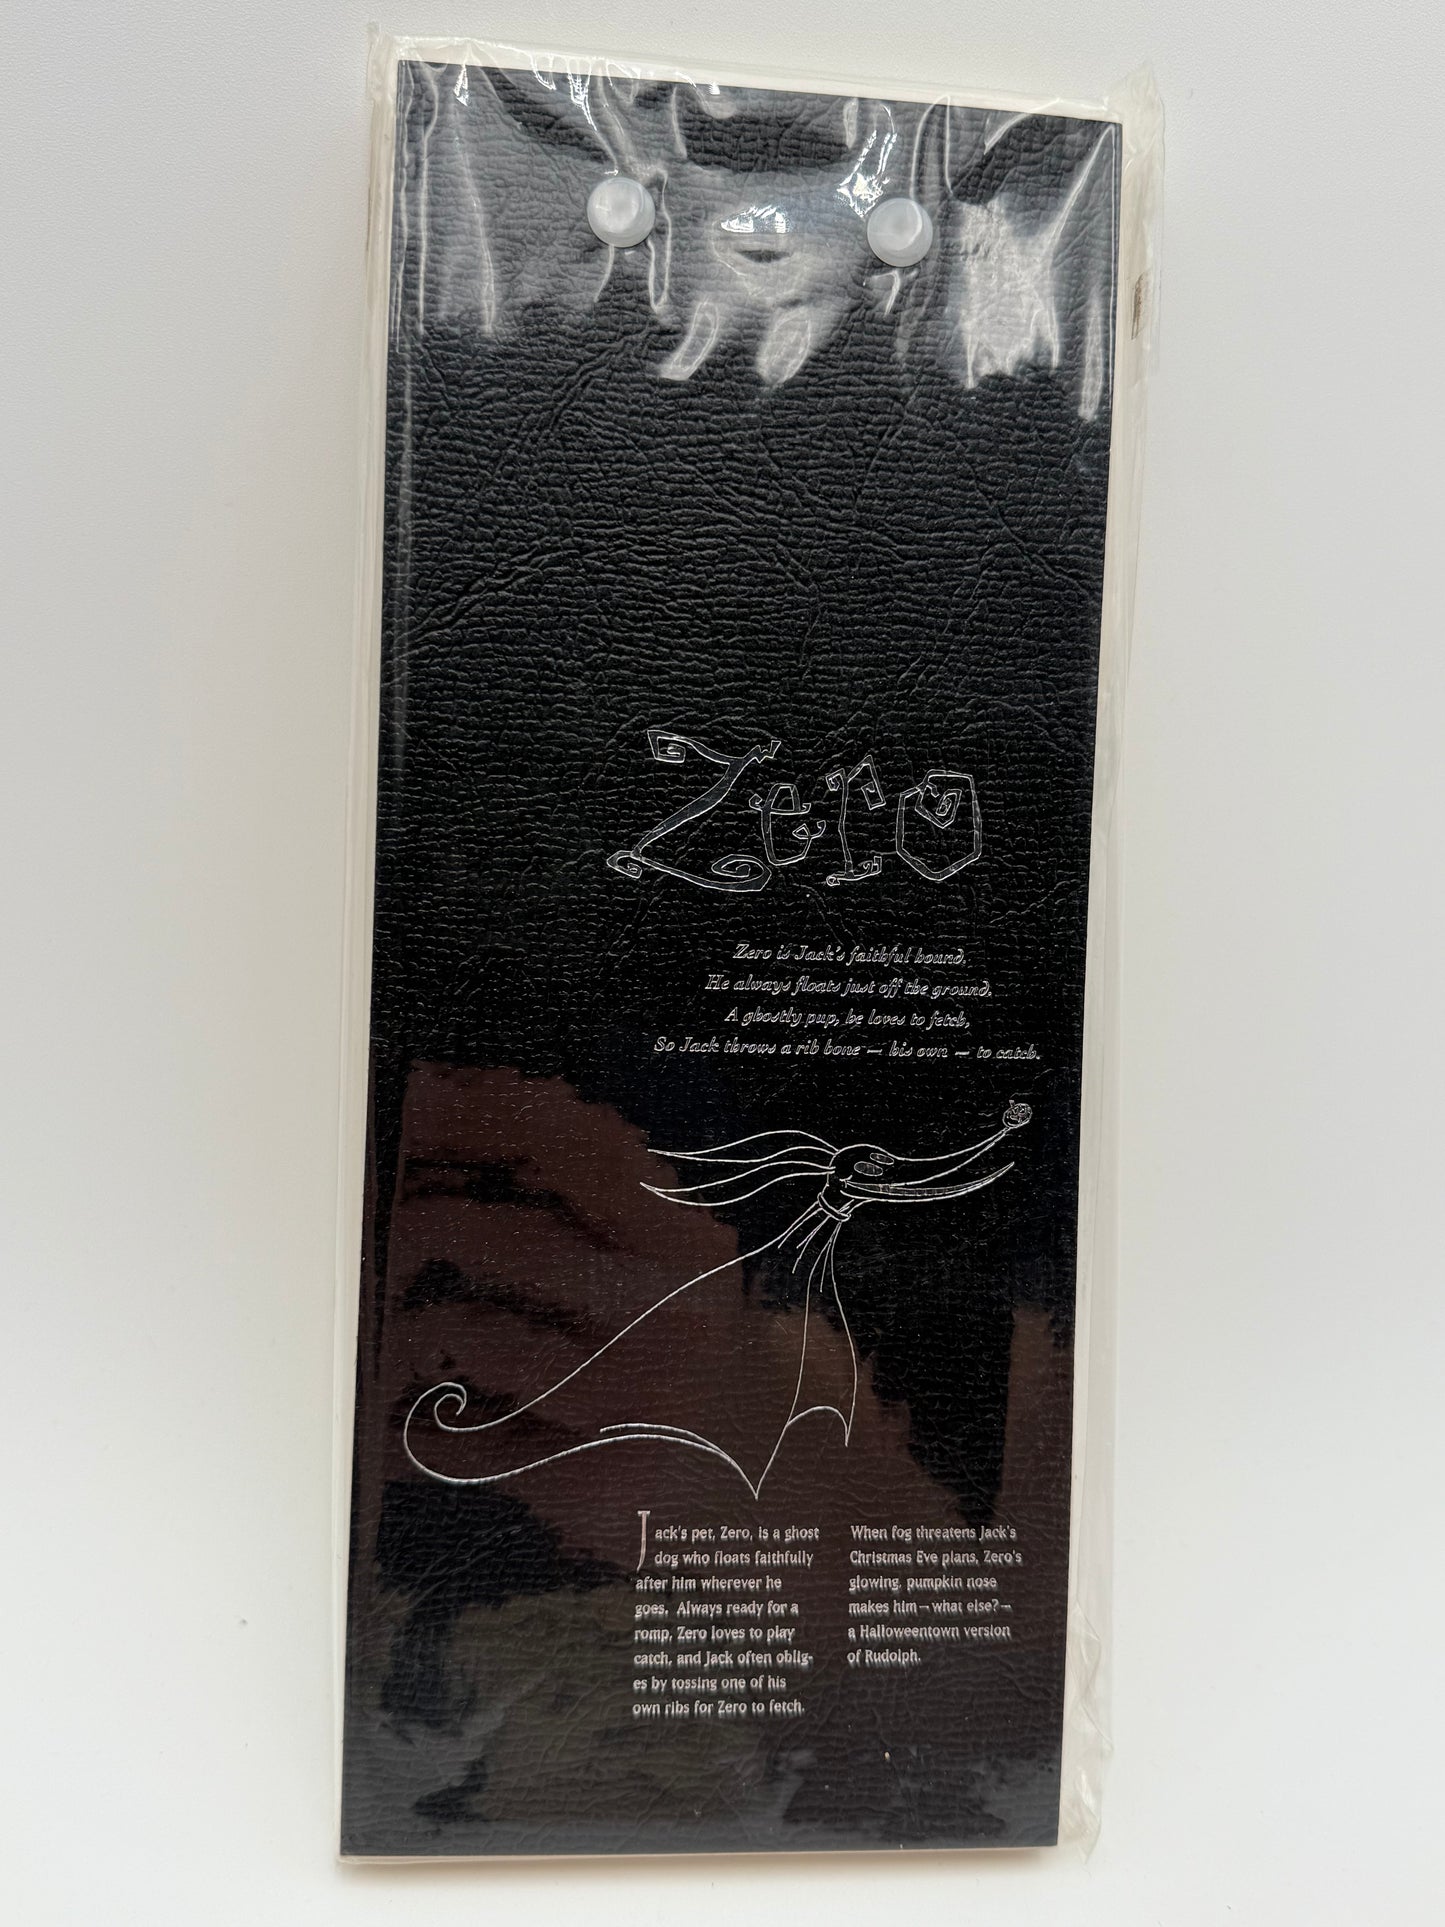 Zero
Zero is Jack's faithful hound.
He always floats just off the ground.
A ghostly pup, he loves to fetch,
So Jack throws a rib bone — his own — to catch.
Jack's pet, Zero, is a ghost
dog who floats faithfully
after him wherever he
goes. Always ready for a
romp, Zero loves to play
catch, and Jack often oblig-
es by tossing one of his
own ribs for Zero to fetch.
When fog threatens Jack's
Christmas Eve plans, Zero's
glowing, pumpkin nose
makes him – what else? –
a Halloweentown version
of Rudolph.